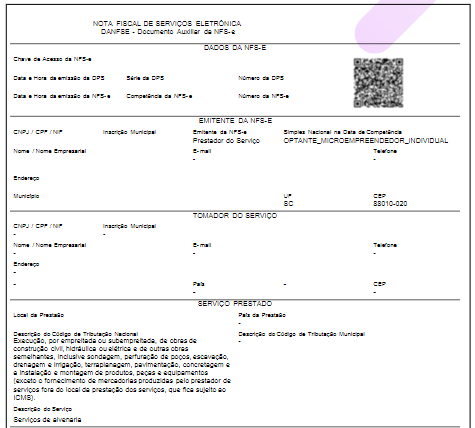 NOTA FISCAL DE SERVIÇOS ELETRÔNICA
DANFSE - Documento Auxiliar da NFS-e
DADOS DA NFS-E
Chave de Acesso da NFS-e
Data e Hora da emissão da DPS Série da DPS Número da DPS
Data e Hora da emissão da NFS-e Competência da NFS-e Número da NFS-e
EMITENTE DA NFS-E
CNPJ / CPF / NIF Inscrição Municipal Emitente da NFS-e Simples Nacional na Data de Competência
Prestador do Serviço OPTANTE_MICROEMPREENDEDOR_INDIVIDUAL
Nome / Nome Empresarial E-mail Telefone
- -
Endereço
Município UF CEP
SC 88010-020
TOMADOR DO SERVIÇO
CNPJ / CPF / NIF Inscrição Municipal
- -
Nome / Nome Empresarial E-mail Telefone
- - -
Endereço
-
- País - CEP
- -
SERVIÇO PRESTADO
Local da Prestação País da Prestação
-
Descrição do Código de Tributação Nacional Descrição do Código de Tributação Municipal
Execução, por empreitada ou subempreitada, de obras de -
construção civil, hidráulica ou elétrica e de outras obras
semelhantes, inclusive sondagem, perfuração de poços, escavação,
drenagem e irrigação, terraplanagem, pavimentação, concretagem e
a instalação e montagem de produtos, peças e equipamentos
(exceto o fornecimento de mercadorias produzidas pelo prestador de
serviços fora do local da prestação dos serviços, que fica sujeito ao
ICMS).
Descrição do Serviço
Serviços de alvenaria